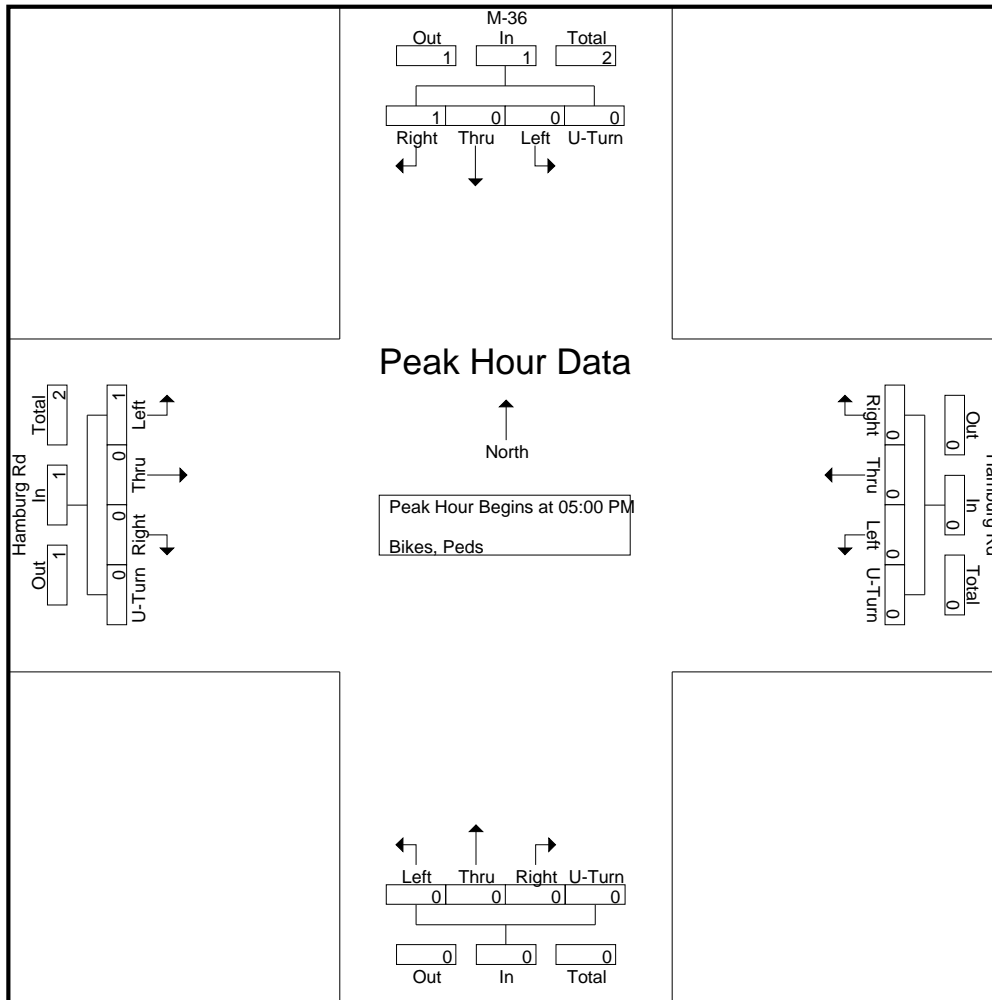 M-36
Out In Total
1 1 2
1 0 0 0
Right Thru Left U-Turn
Peak Hour Data
North
Peak Hour Begins at 05:00 PM
Bikes, Peds
Hamburg Rd
Total In Out
2 1 1
1 0 0 0
Left Thru Right U-Turn
Right Thru Left U-Turn
0 0 0 0
Out In Total
0 0 0
Hamburg Rd
Left Thru Right U-Turn
0 0 0 0
0 0 0
Out In Total